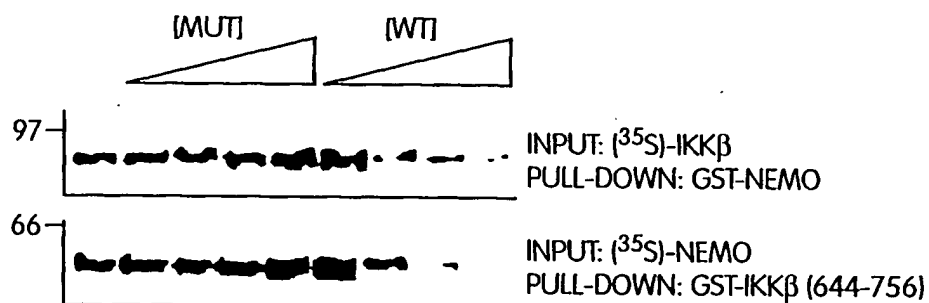 [MUT] [WT]
97
INPUT: (35S)-IKKβ
PULL-DOWN: GST-NEMO
66
INPUT: (35S)-NEMO
PULL-DOWN: GST-IKKβ (644-756)